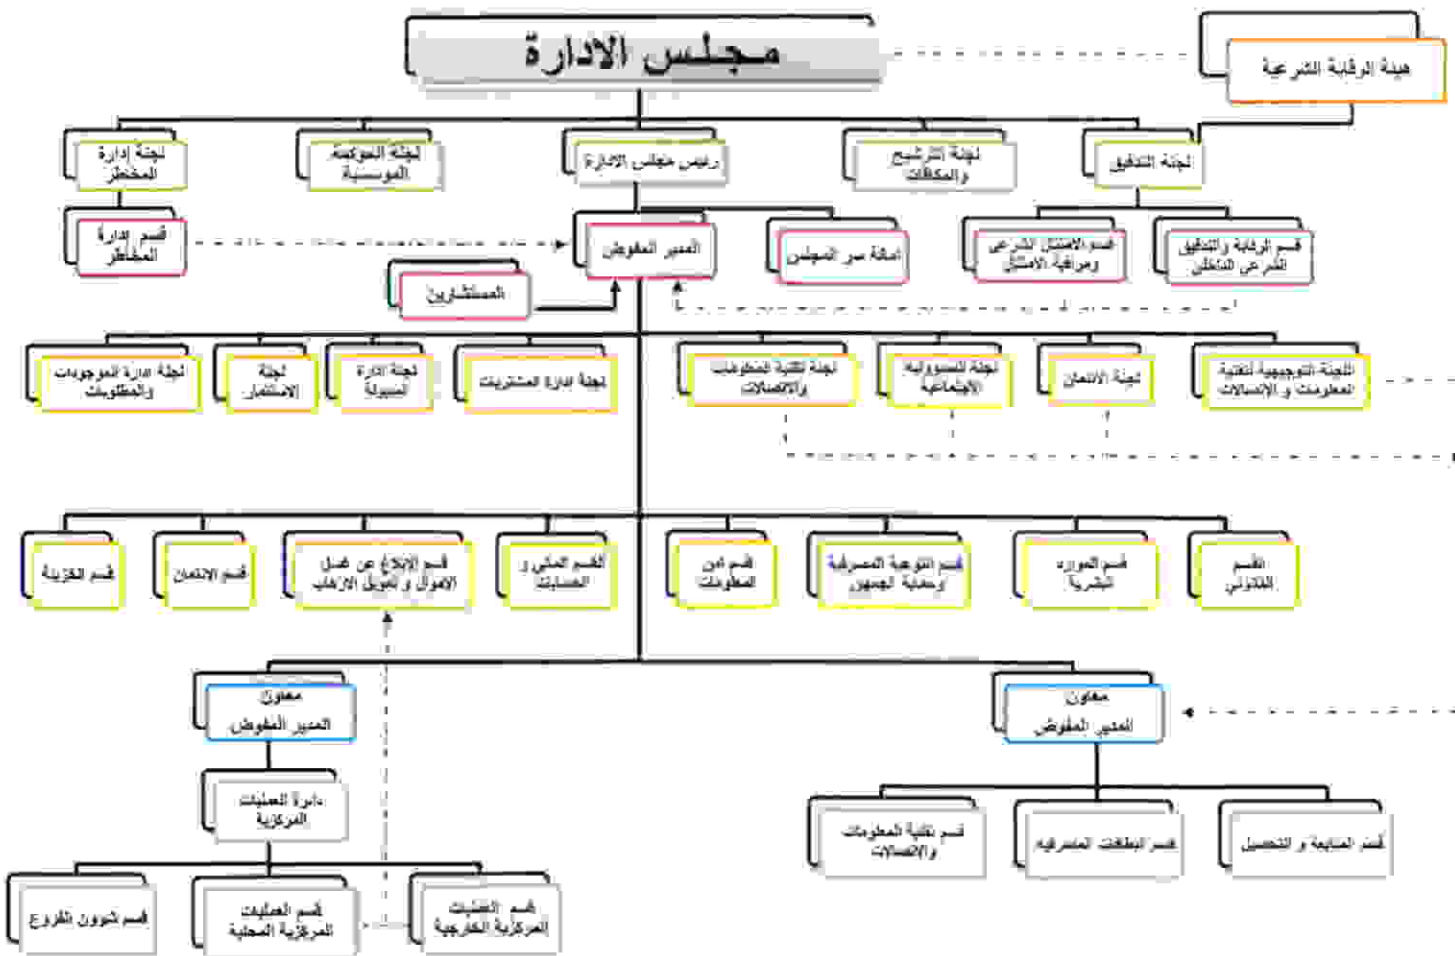 مجلس الادارة
هيئة الرقابة الشرعية
لجنة التدقيق
لجنة الترشيح
والمكافآت
رئيس مجلس الادارة
لجنة الحوكمة
المؤسسية
لجنة إدارة
المخاطر
قسم الرقابة والتدقيق
الشرعي الداخلي
قسم الامتثال الشرعي
ومراقبة الامتثال
امانة سر المجلس
المدير المفوض
قسم إدارة
المخاطر
المستشارين
اللجنة التوجيهية لتقنية
المعلومات و الاتصالات
لجنة الائتمان
لجنة المسؤولية
الاجتماعية
لجنة تقنية المعلومات
والاتصالات
لجنة ادارة المشتريات
لجنة ادارة
السيولة
لجنة
الاستثمار
لجنة ادارة الموجودات
والمطلوبات
القسم
القانوني
قسم الموارد
البشرية
قسم التوعية المصرفية
وحماية الجمهور
قسم امن
المعلومات
القسم المالي و
الحسابات
قسم الإبلاغ عن غسل
الاموال و تمويل الارهاب
قسم الائتمان
قسم الخزينة
معاون
المدير المفوض
معاون
المدير المفوض
دائرة العمليات
المركزية
قسم المتابعة و التحصيل
قسم البطاقات المصرفية
قسم تقنية المعلومات
والاتصالات
قسم العمليات
المركزية الخارجية
قسم العمليات
المركزية المحلية
قسم شؤون الفروع